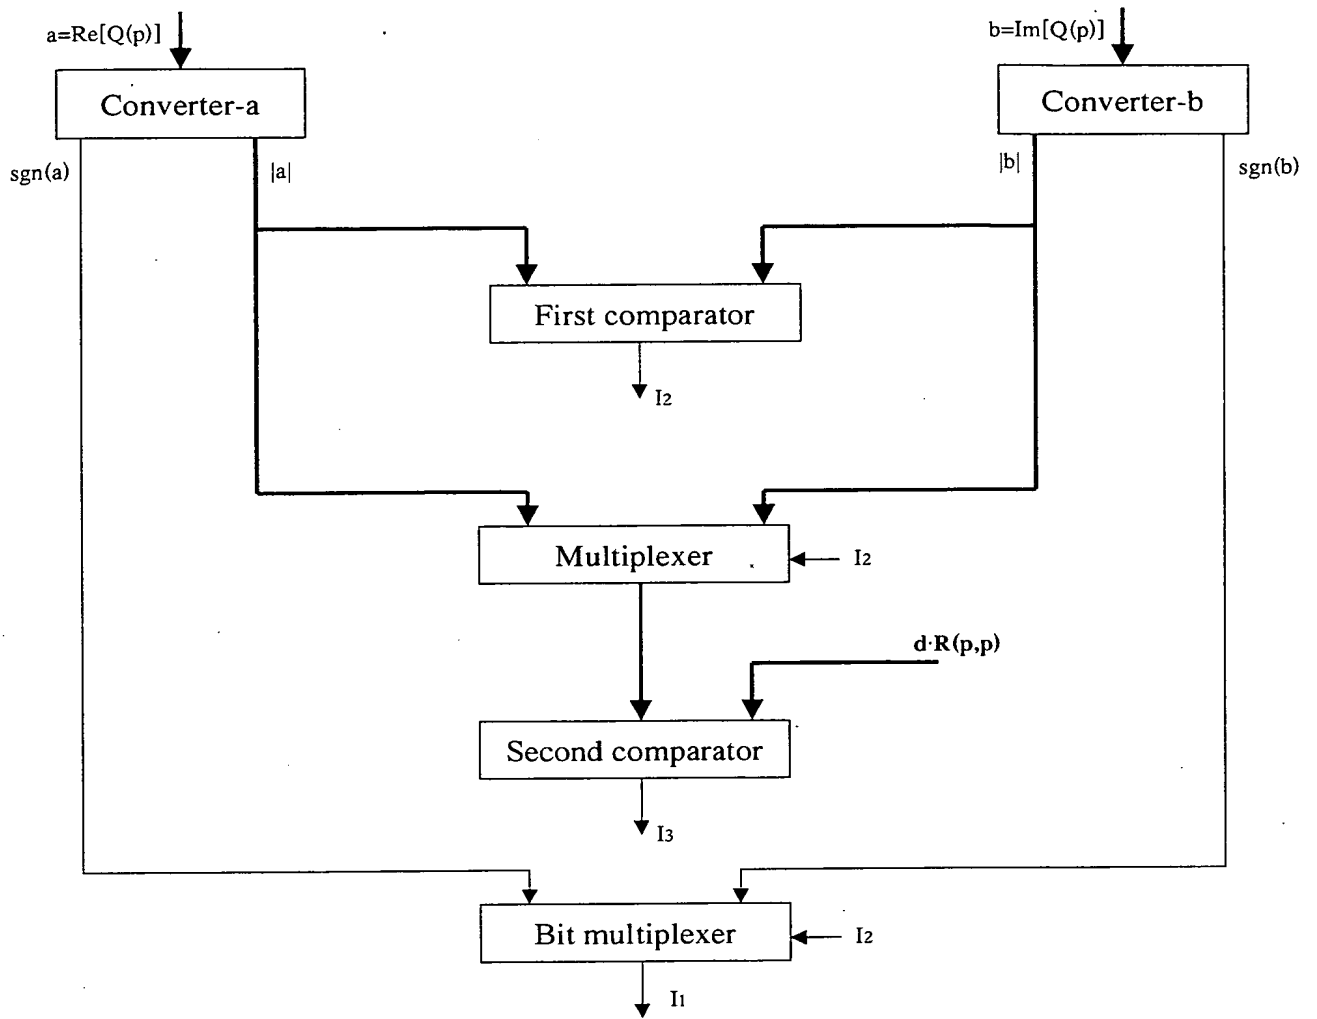 a=Re[Q(p)]
b=Im[Q(p)]
Converter-a
Converter-b
sgn(a)
|a|
|b|
sgn(b)
First comparator
I2
Multiplexer
I2
d·R(p,p)
Second comparator
I3
Bit multiplexer
I2
I1